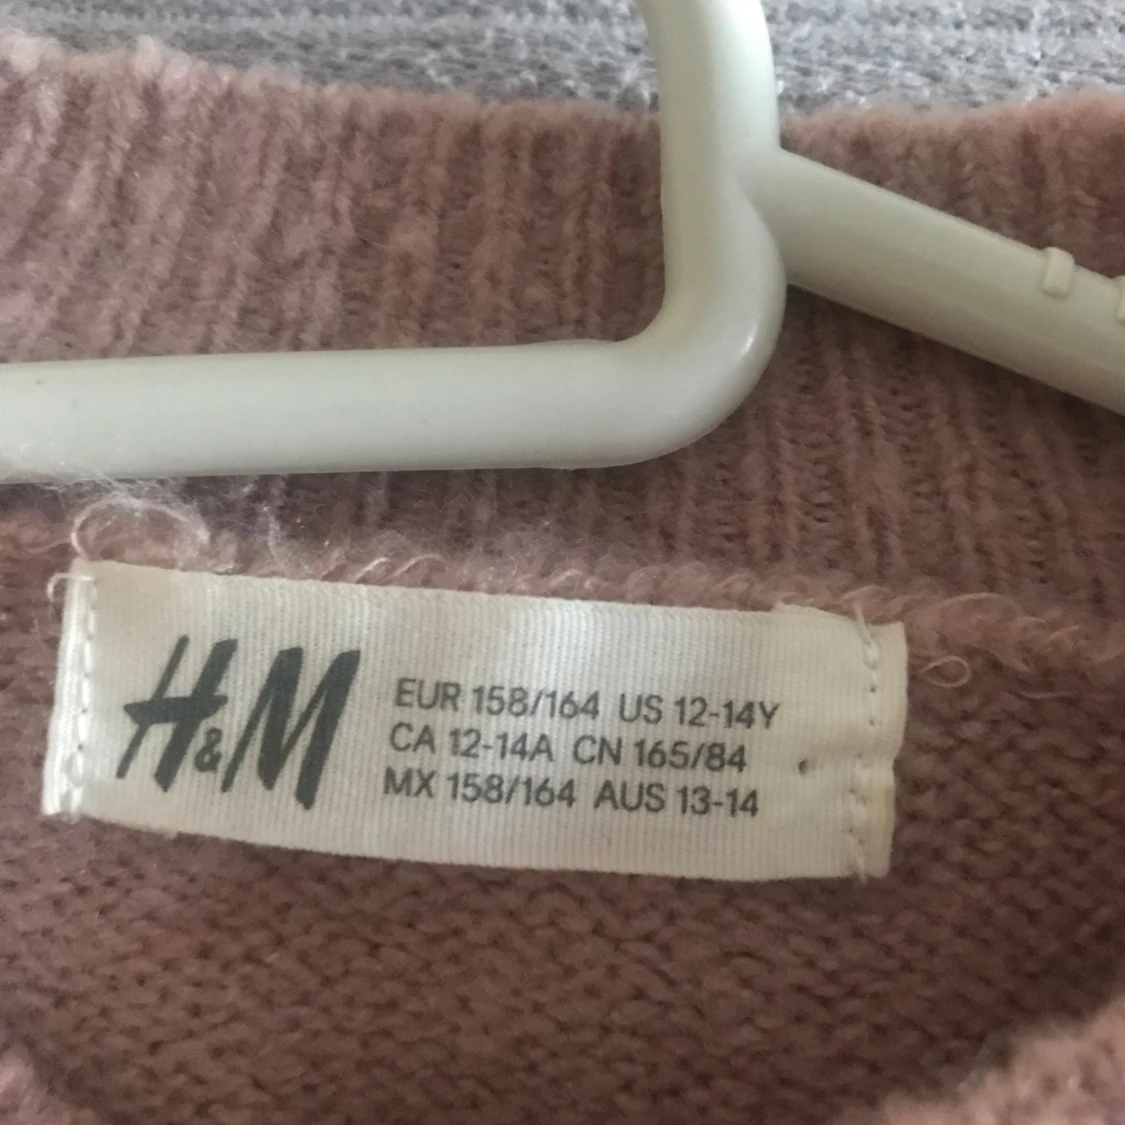 H&M
EUR 158/164 US 12-14Y
CA 12-14A CN 165/84
MX 158/164 AUS 13-14